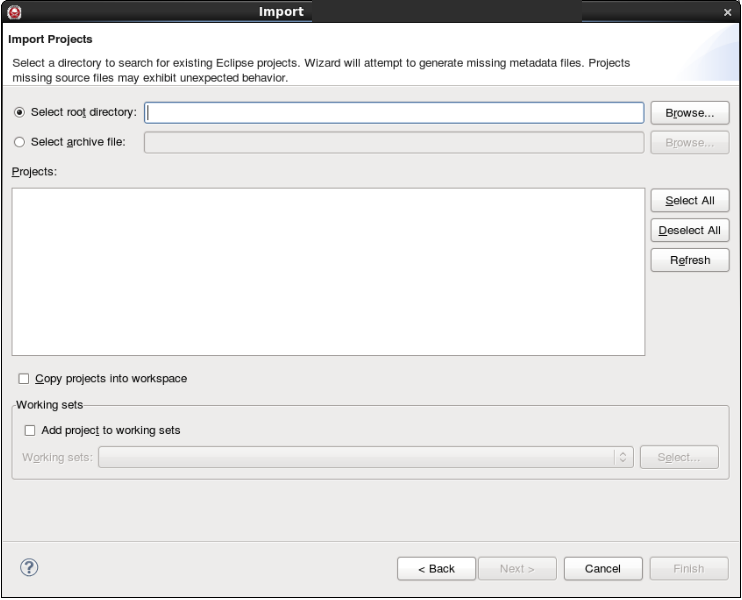 Import
Import Projects
Select a directory to search for existing Eclipse projects. Wizard will attempt to generate missing metadata files. Projects
missing source files may exhibit unexpected behavior.
Select root directory: Browse...
Select archive file: Browse...
Projects:
Select All
Deselect All
Refresh
Copy projects into workspace
Working sets
Add project to working sets
Working sets: Select...
? < Back Next > Cancel Finish